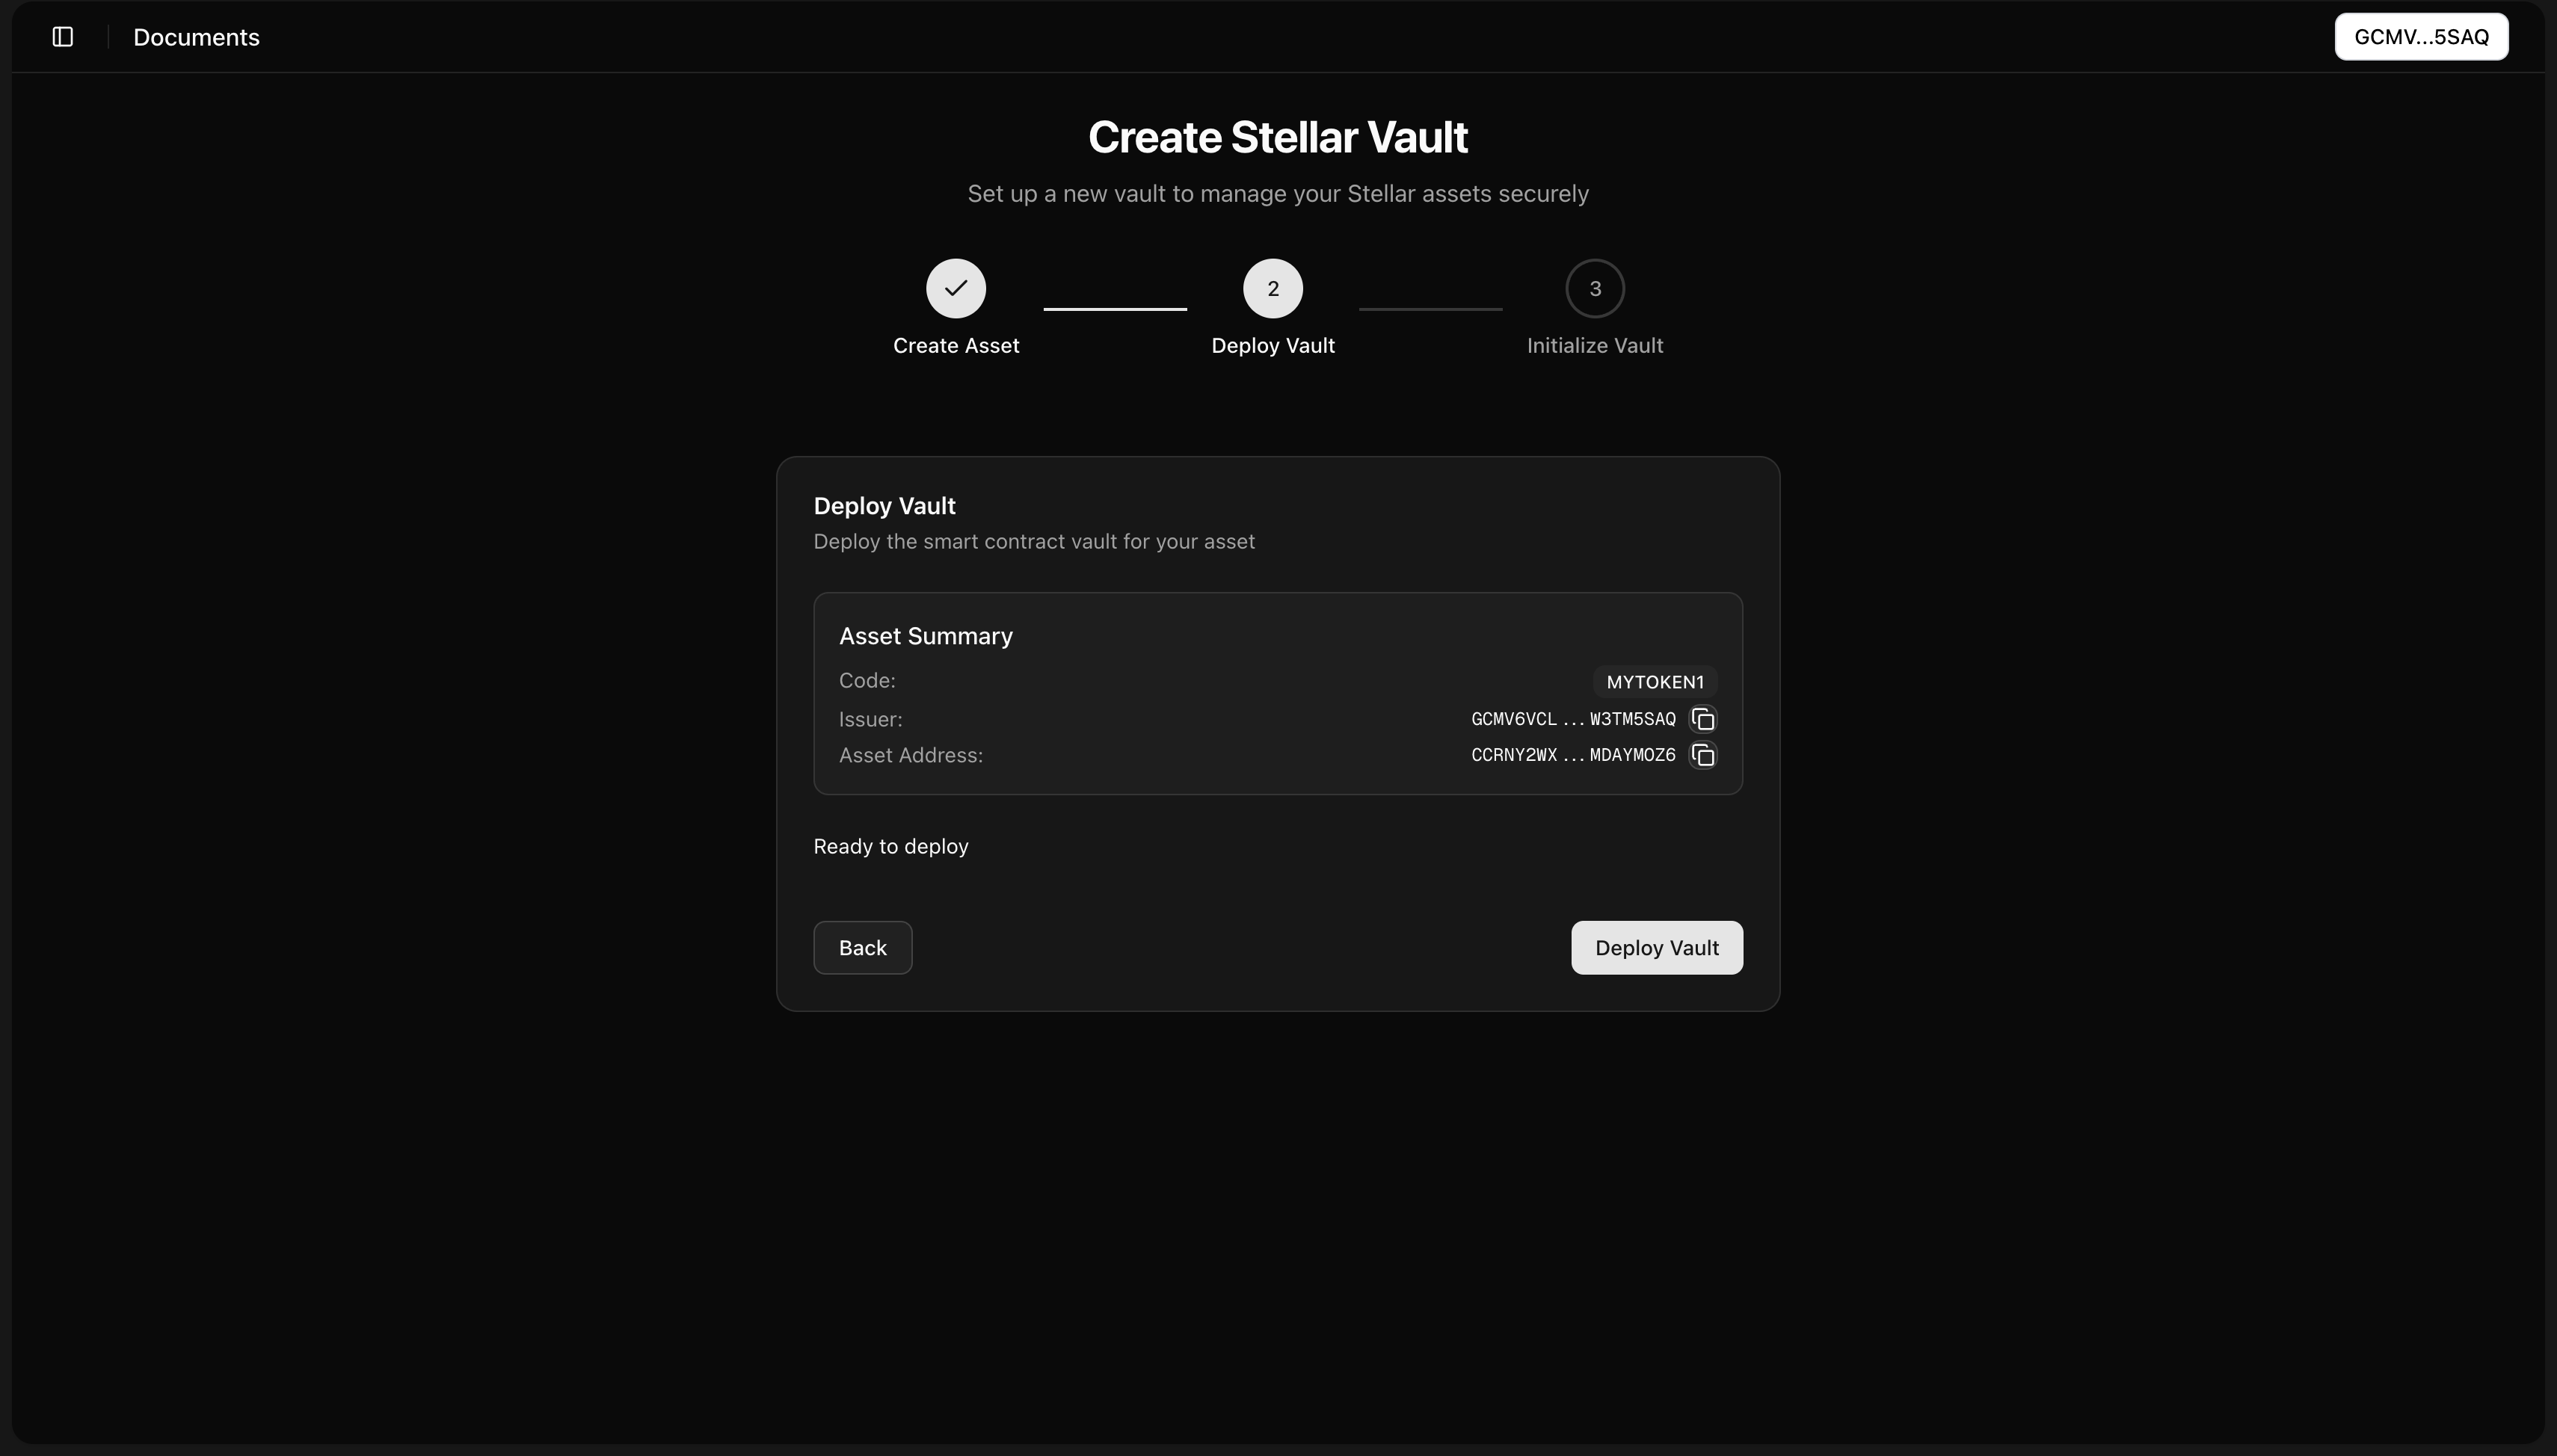 Documents
GCMV...5SAQ
Create Stellar Vault
Set up a new vault to manage your Stellar assets securely
2
3
Create Asset
Deploy Vault
Initialize Vault
Deploy Vault
Deploy the smart contract vault for your asset
Asset Summary
Code: MYTOKEN1
Issuer: GCMV6VCL...W3TM5SAQ
Asset Address: CCRNY2WX...MDAYMOZ6
Ready to deploy
Back
Deploy Vault